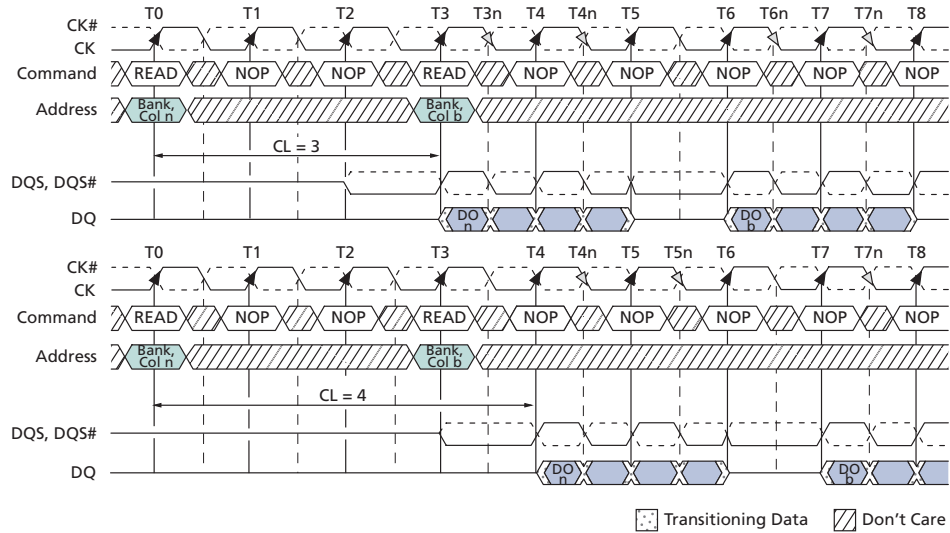 T0 T1 T2 T3 T3n T4 T4n T5 T6 T6n T7 T7n T8
CK#
CK
Command READ NOP NOP READ NOP NOP NOP NOP NOP
Address Bank, Col n Bank, Col b
CL = 3
DQS, DQS#
DQ DO n DO b
T0 T1 T2 T3 T4 T4n T5 T5n T6 T7 T7n T8
CK#
CK
Command READ NOP NOP READ NOP NOP NOP NOP NOP
Address Bank, Col n Bank, Col b
CL = 4
DQS, DQS#
DQ DO n DO b
Transitioning Data Don't Care